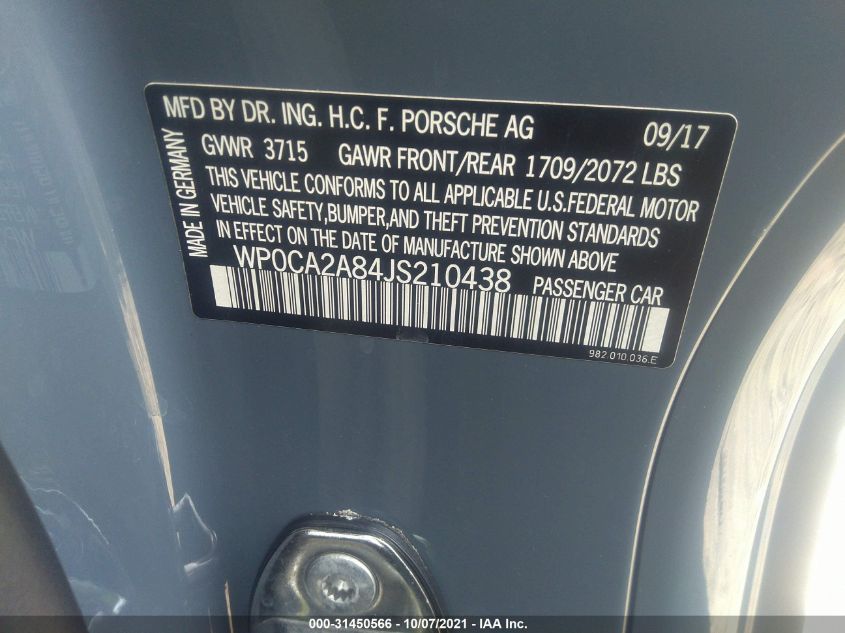 MFD BY DR. ING. H.C. F. PORSCHE AG 09/17
GVWR 3715 GAWR FRONT/REAR 1709/2072 LBS
THIS VEHICLE CONFORMS TO ALL APPLICABLE U.S.FEDERAL MOTOR
VEHICLE SAFETY,BUMPER,AND THEFT PREVENTION STANDARDS
IN EFFECT ON THE DATE OF MANUFACTURE SHOWN ABOVE
MADE IN GERMANY
WP0CA2A84JS210438 PASSENGER CAR
982.010.036.E
000-31450566 - 10/07/2021 - IAA Inc.